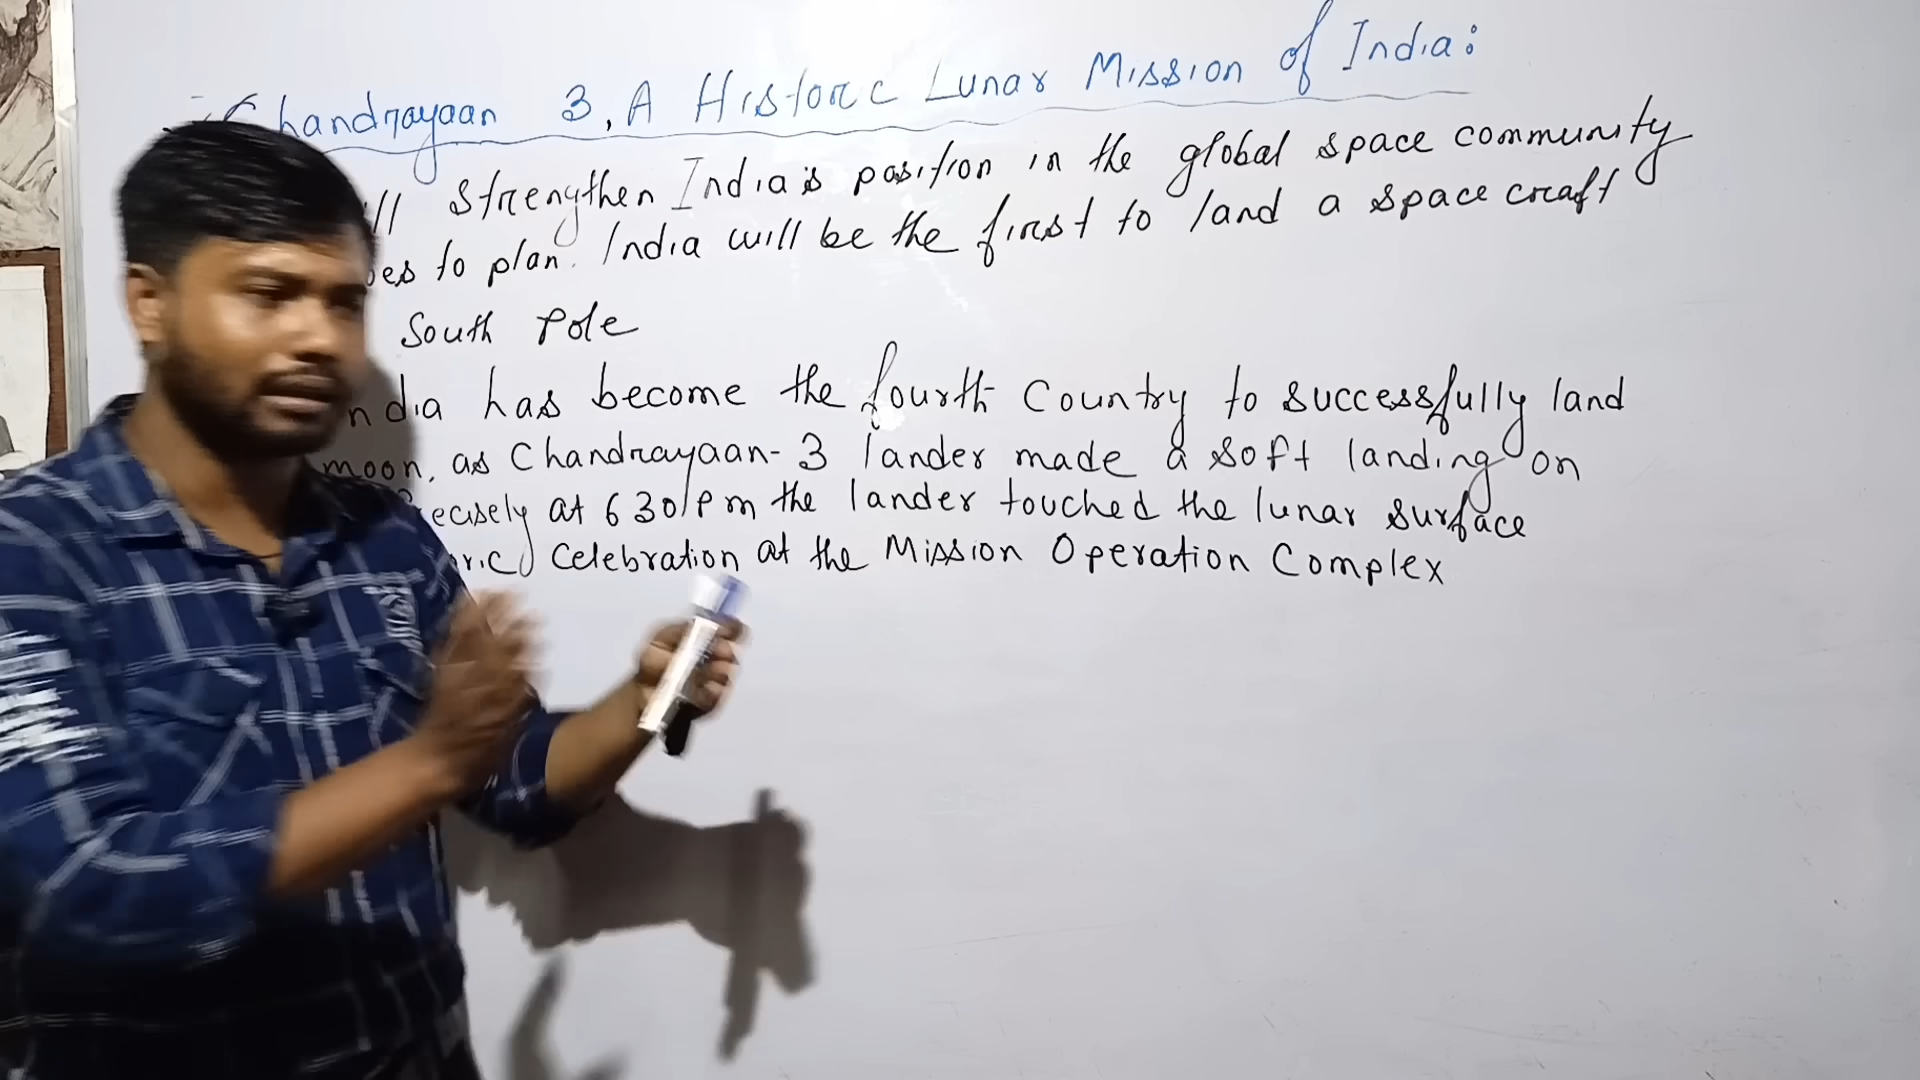 Chandrayaan 3, A Historic Lunar Mission of India:
strengthen India's position in the global space community
to plan. India will be the first to land a space craft
South Pole
India has become the fourth Country to successfully land
moon, as Chandrayaan-3 lander made a soft landing on
at 6 30/Pm the lander touched the lunar surface
Celebration at the Mission Operation Complex